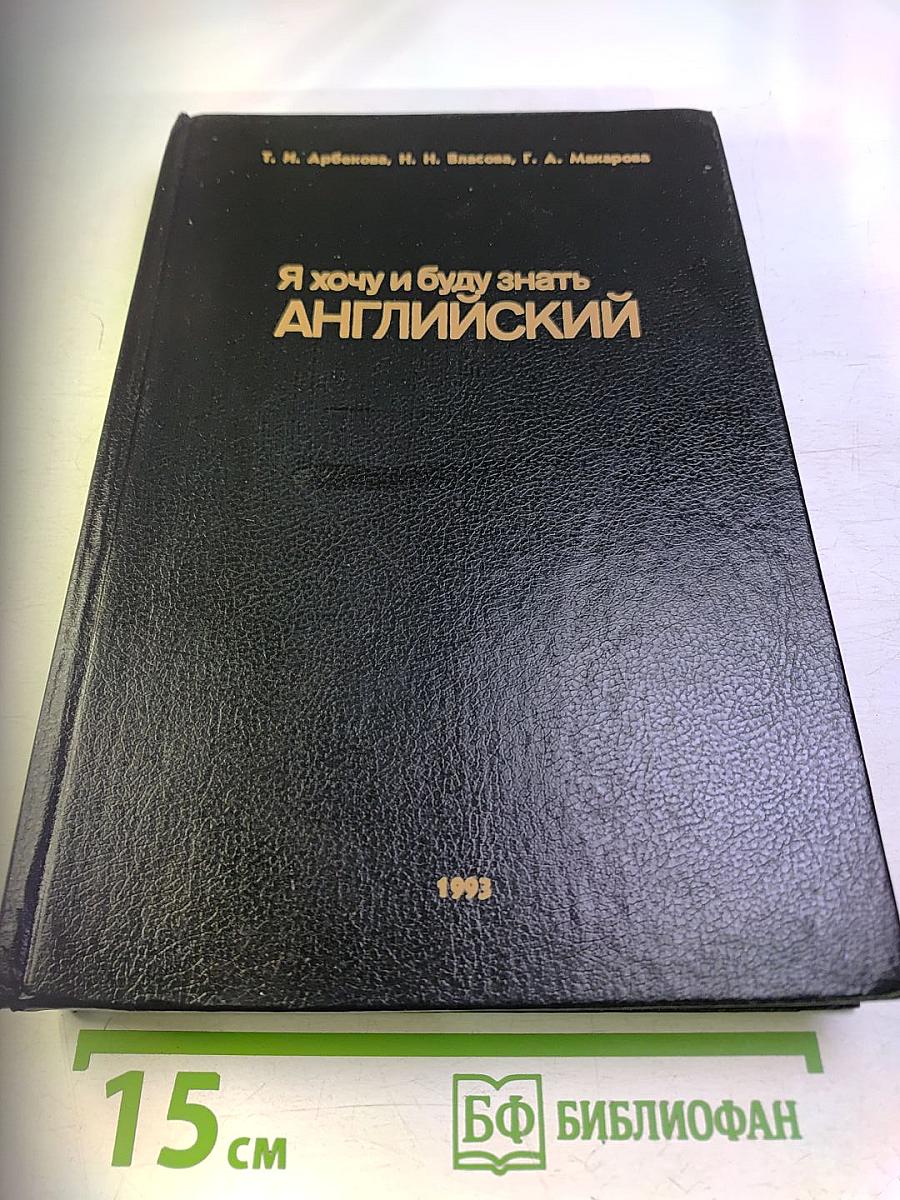 Т. И. Арбекова, Н. Н. Власова, Г. А. Макарова
Я хочу и буду знать
АНГЛИЙСКИЙ
1993
15 см
БФ БИБЛИОФАН